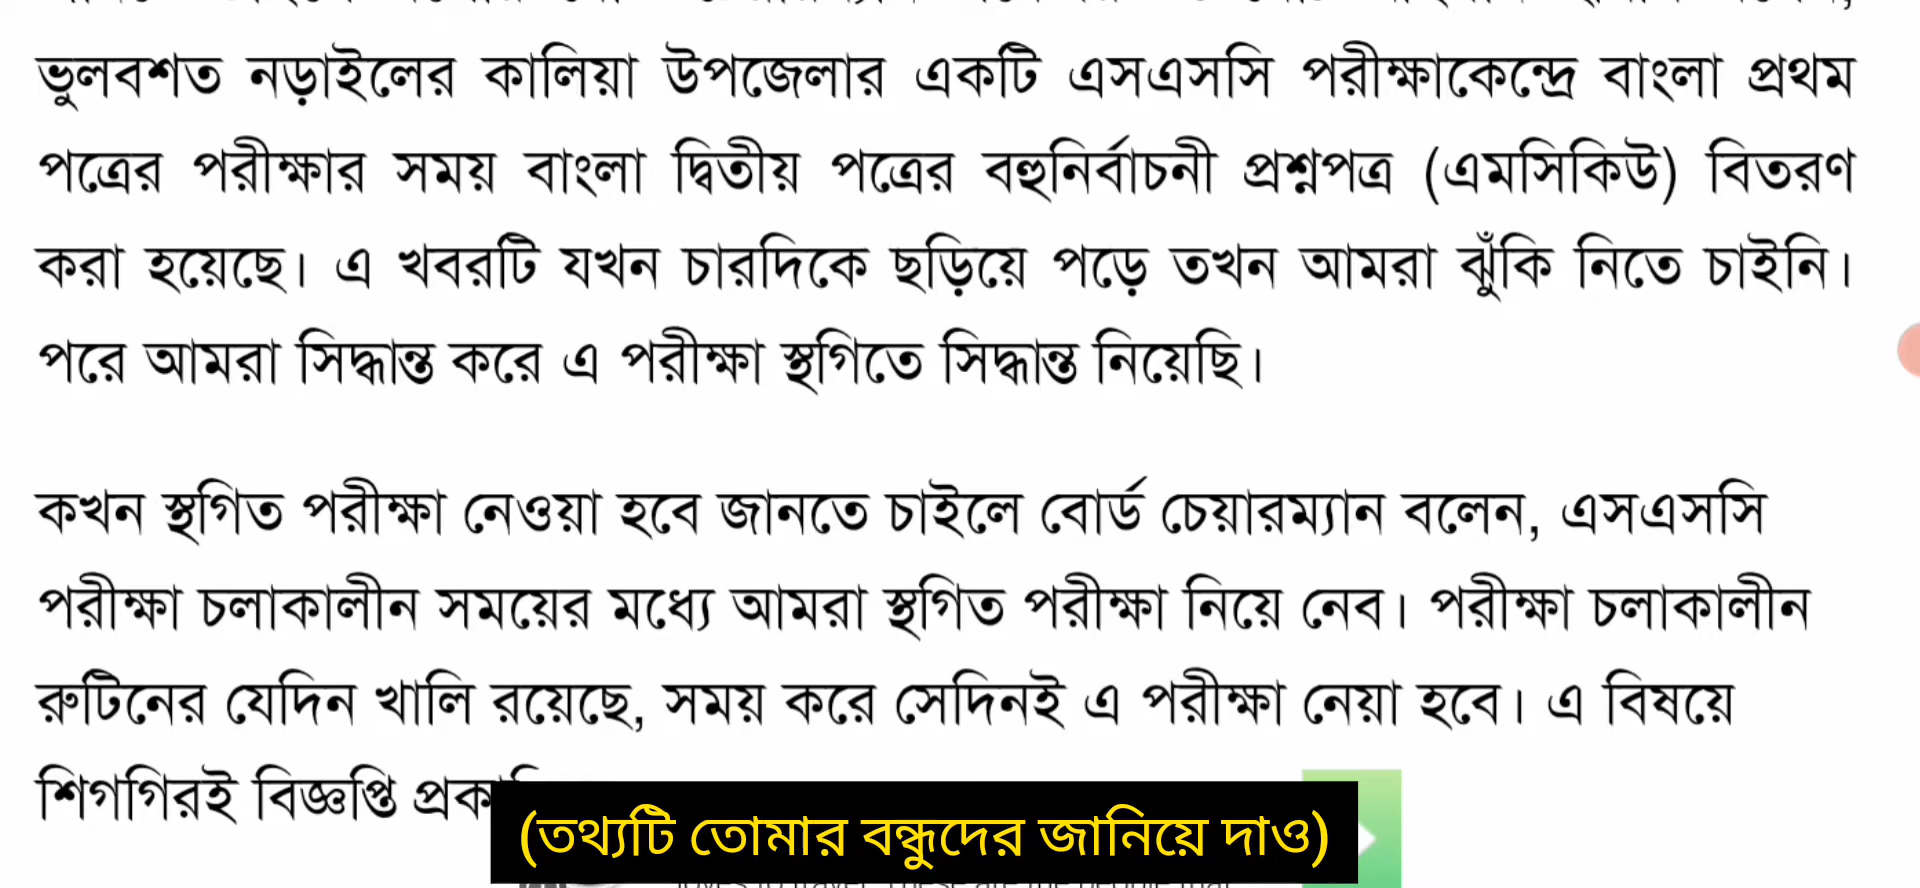 ভুলবশত নড়াইলের কালিয়া উপজেলার একটি এসএসসি পরীক্ষাকেন্দ্রে বাংলা প্রথম
পত্রের পরীক্ষার সময় বাংলা দ্বিতীয় পত্রের বহুনির্বাচনী প্রশ্নপত্র (এমসিকিউ) বিতরণ
করা হয়েছে। এ খবরটি যখন চারদিকে ছড়িয়ে পড়ে তখন আমরা ঝুঁকি নিতে চাইনি।
পরে আমরা সিদ্ধান্ত করে এ পরীক্ষা স্থগিতে সিদ্ধান্ত নিয়েছি।
কখন স্থগিত পরীক্ষা নেওয়া হবে জানতে চাইলে বোর্ড চেয়ারম্যান বলেন, এসএসসি
পরীক্ষা চলাকালীন সময়ের মধ্যে আমরা স্থগিত পরীক্ষা নিয়ে নেব। পরীক্ষা চলাকালীন
রুটিনের যেদিন খালি রয়েছে, সময় করে সেদিনই এ পরীক্ষা নেয়া হবে। এ বিষয়ে
শিগগিরই বিজ্ঞপ্তি
(তথ্যটি তোমার বন্ধুদের জানিয়ে দাও)